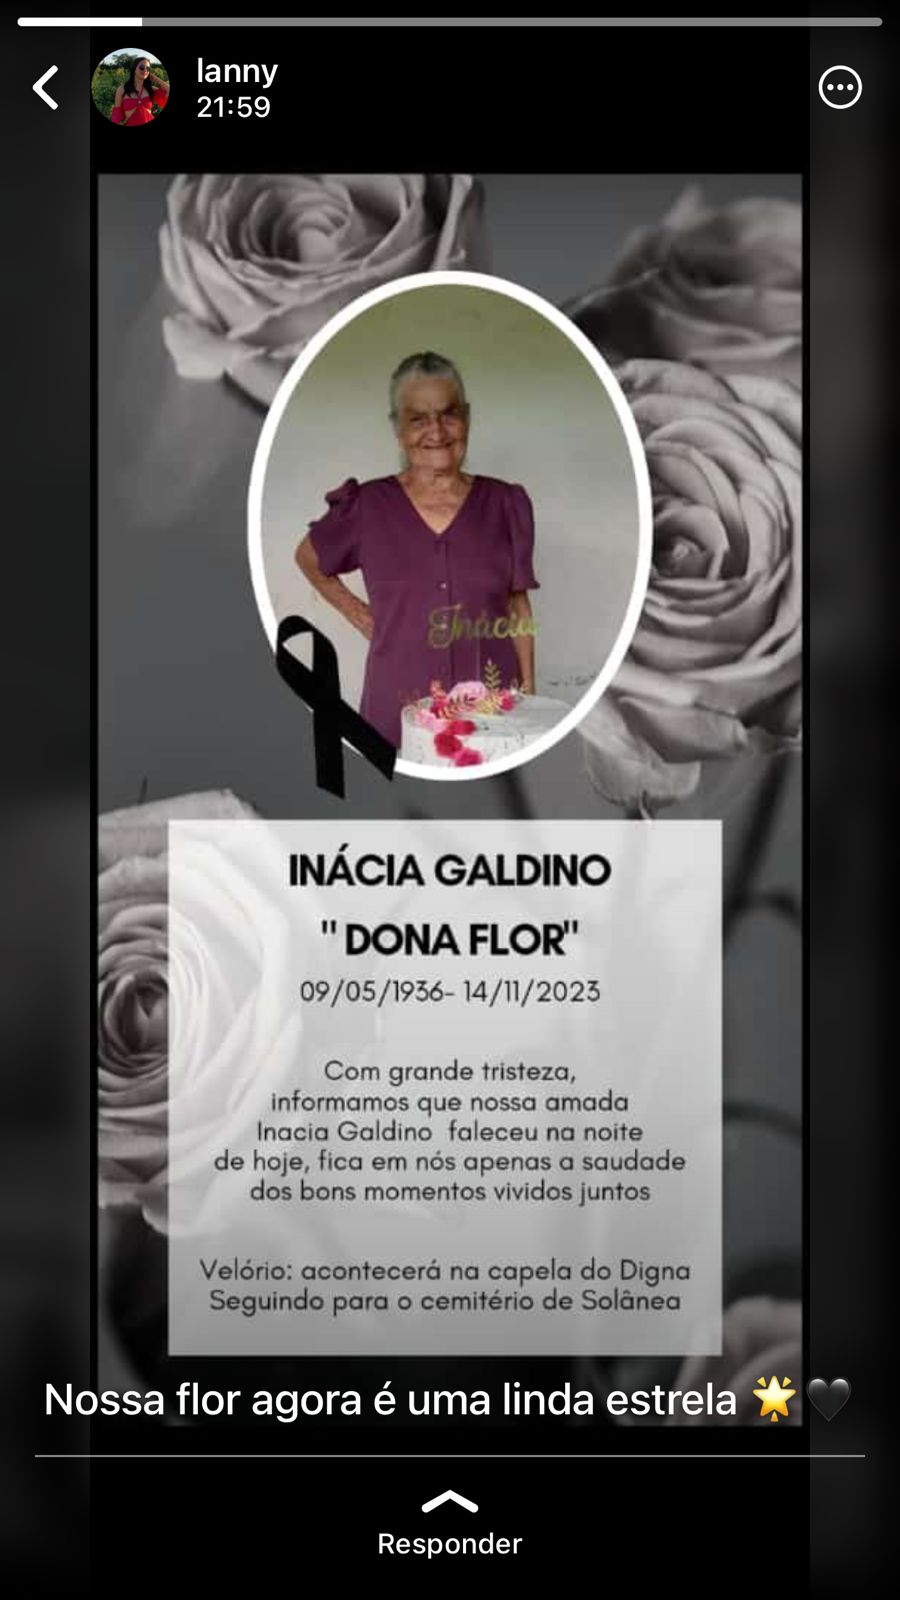 lanny
21:59
Inácia
INÁCIA GALDINO
" DONA FLOR"
09/05/1936- 14/11/2023
Com grande tristeza,
informamos que nossa amada
Inacia Galdino faleceu na noite
de hoje, fica em nós apenas a saudade
dos bons momentos vividos juntos
Velório: acontecerá na capela do Digna
Seguindo para o cemitério de Solânea
Nossa flor agora é uma linda estrela 🌟🖤
Responder